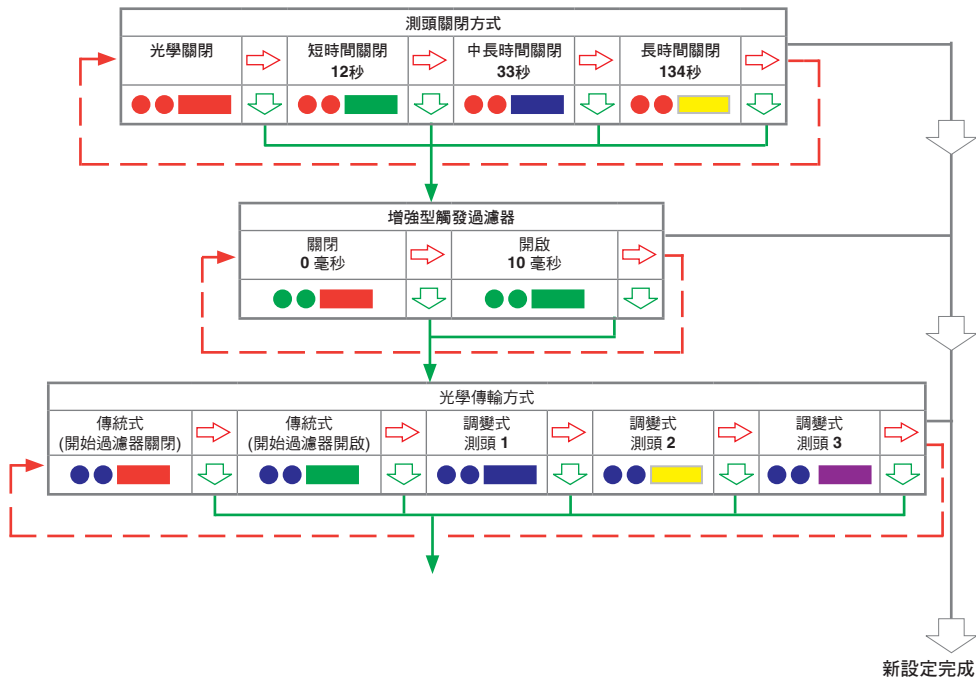 測頭關閉方式
光學關閉
短時間關閉
12秒
中長時間關閉
33秒
長時間關閉
134秒
增強型觸發過濾器
關閉
0 毫秒
開啟
10 毫秒
光學傳輸方式
傳統式
(開始過濾器關閉)
傳統式
(開始過濾器開啟)
調變式
測頭 1
調變式
測頭 2
調變式
測頭 3
新設定完成